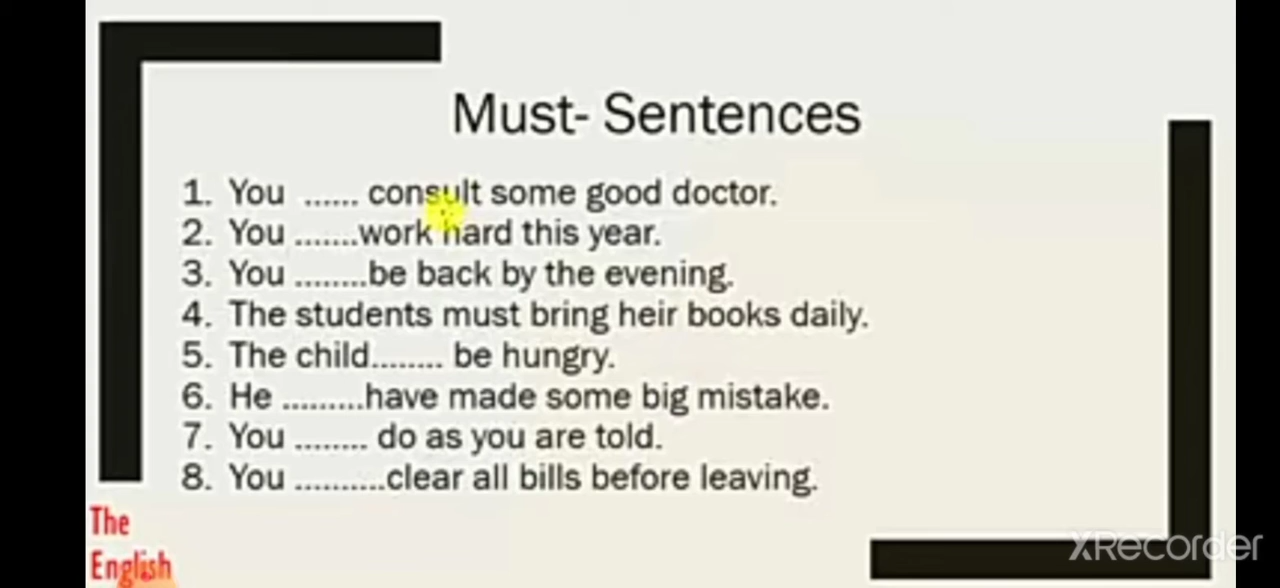 Must- Sentences
1. You ...... consult some good doctor.
2. You .......work hard this year.
3. You ........be back by the evening.
4. The students must bring heir books daily.
5. The child........ be hungry.
6. He .........have made some big mistake.
7. You ........ do as you are told.
8. You ..........clear all bills before leaving.
The
English
XRecorder